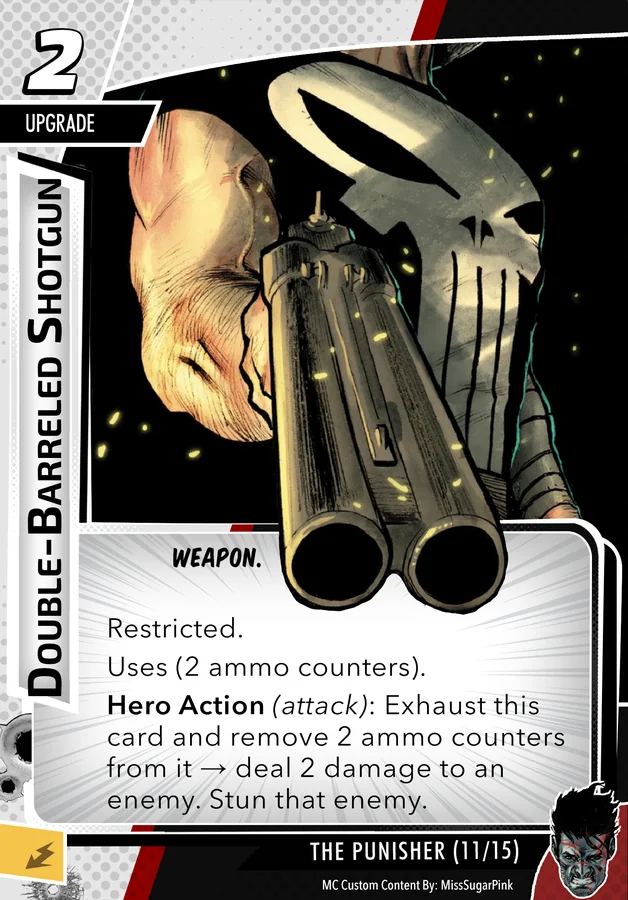 2
UPGRADE
DOUBLE-BARRELED SHOTGUN
WEAPON.
Restricted.
Uses (2 ammo counters).
Hero Action (attack): Exhaust this
card and remove 2 ammo counters
from it → deal 2 damage to an
enemy. Stun that enemy.
THE PUNISHER (11/15)
MC Custom Content By: MissSugarPink